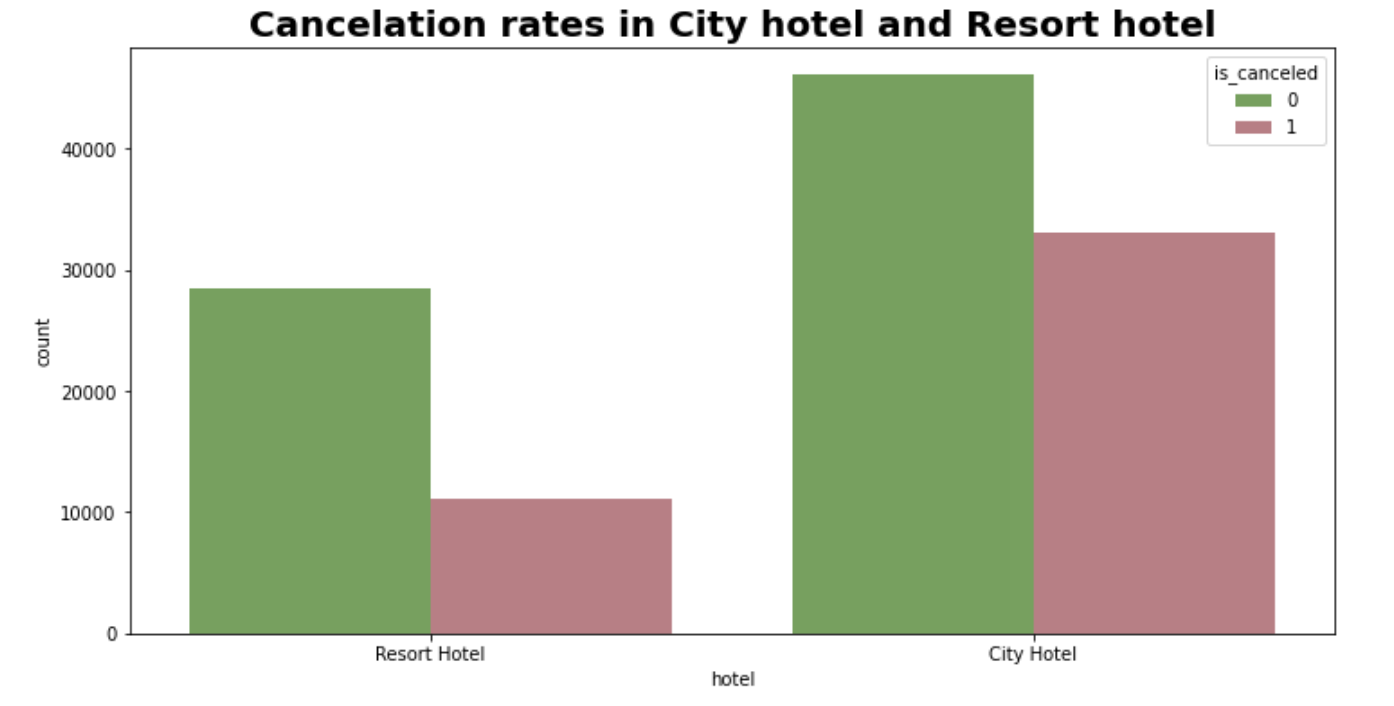 Cancelation rates in City hotel and Resort hotel
is_canceled
0
1
40000
30000
20000
10000
0
count
Resort Hotel
City Hotel
hotel